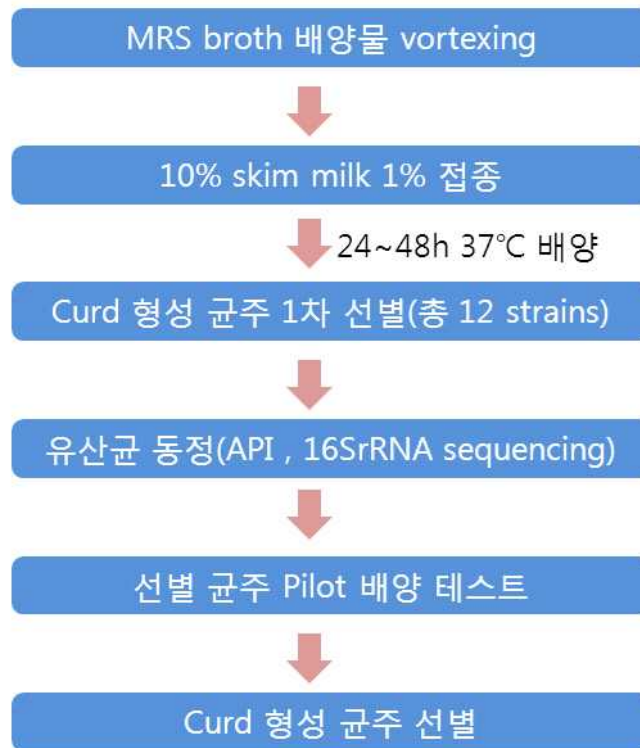 MRS broth 배양물 vortexing
10% skim milk 1% 접종
24~48h 37℃ 배양
Curd 형성 균주 1차 선별(총 12 strains)
유산균 동정(API , 16SrRNA sequencing)
선별 균주 Pilot 배양 테스트
Curd 형성 균주 선별